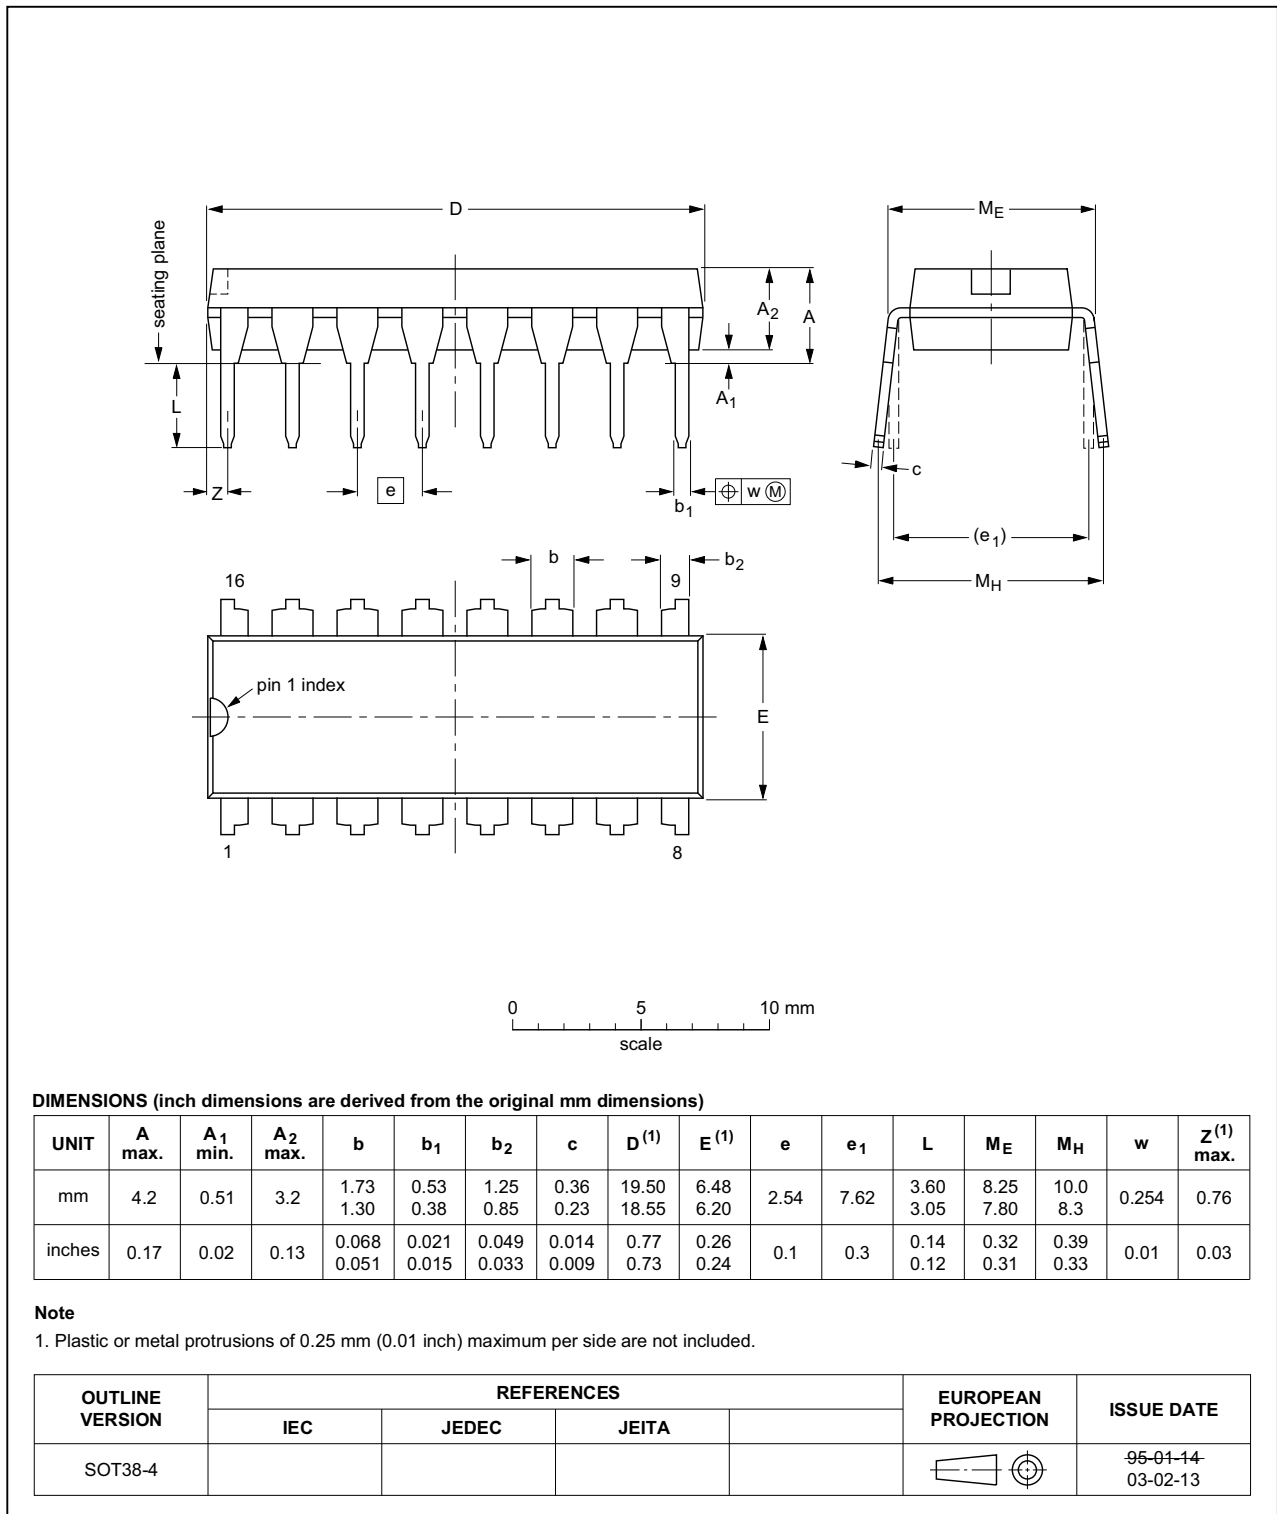 D
M_E
seating plane
A_2
A
L
A_1
c
Z
e
b_1
w M
(e_1)
M_H
b
b_2
16
9
pin 1 index
E
1
8
0 5 10 mm
scale
DIMENSIONS (inch dimensions are derived from the original mm dimensions)
UNIT A max. A1 min. A2 max. b b1 b2 c D(1) E(1) e e1 L ME MH w Z(1) max.
mm 4.2 0.51 3.2 1.73 1.30 0.53 0.38 1.25 0.85 0.36 0.23 19.50 18.55 6.48 6.20 2.54 7.62 3.60 3.05 8.25 7.80 10.0 8.3 0.254 0.76
inches 0.17 0.02 0.13 0.068 0.051 0.021 0.015 0.049 0.033 0.014 0.009 0.77 0.73 0.26 0.24 0.1 0.3 0.14 0.12 0.32 0.31 0.39 0.33 0.01 0.03
Note
1. Plastic or metal protrusions of 0.25 mm (0.01 inch) maximum per side are not included.
OUTLINE VERSION REFERENCES EUROPEAN PROJECTION ISSUE DATE
IEC JEDEC JEITA
SOT38-4 95-01-14
03-02-13